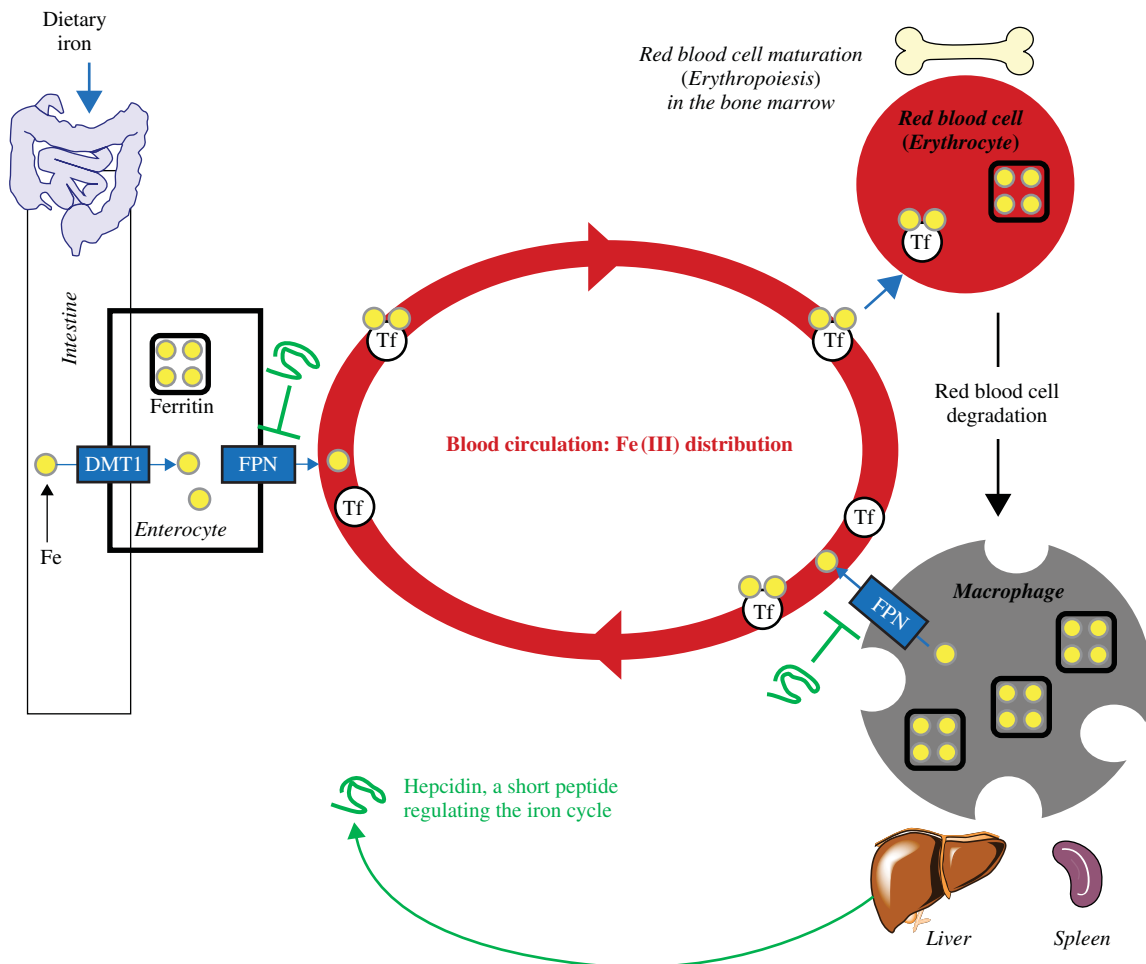 Dietary
iron
Intestine
Ferritin
DMT1
FPN
Enterocyte
Fe
Tf
Tf
Blood circulation: Fe(III) distribution
Tf
Tf
Tf
FPN
Red blood cell maturation
(Erythropoiesis)
in the bone marrow
Red blood cell
(Erythrocyte)
Tf
Red blood cell
degradation
Macrophage
Hepcidin, a short peptide
regulating the iron cycle
Liver
Spleen